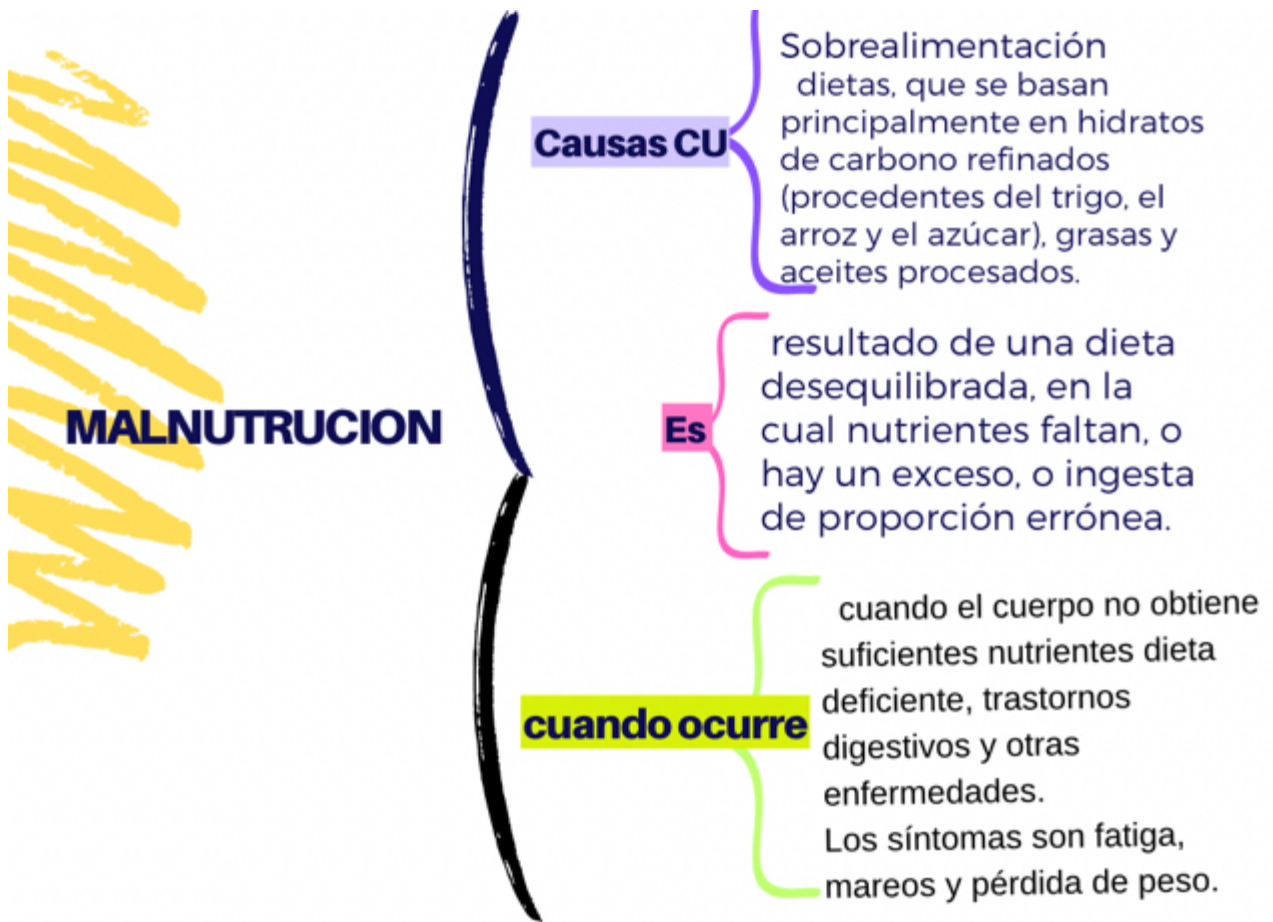 MALNUTRUCION
Causas CU
Sobrealimentación
dietas, que se basan
principalmente en hidratos
de carbono refinados
(procedentes del trigo, el
arroz y el azúcar), grasas y
aceites procesados.
Es
resultado de una dieta
desequilibrada, en la
cual nutrientes faltan, o
hay un exceso, o ingesta
de proporción errónea.
cuando ocurre
cuando el cuerpo no obtiene
suficientes nutrientes dieta
deficiente, trastornos
digestivos y otras
enfermedades.
Los síntomas son fatiga,
mareos y pérdida de peso.